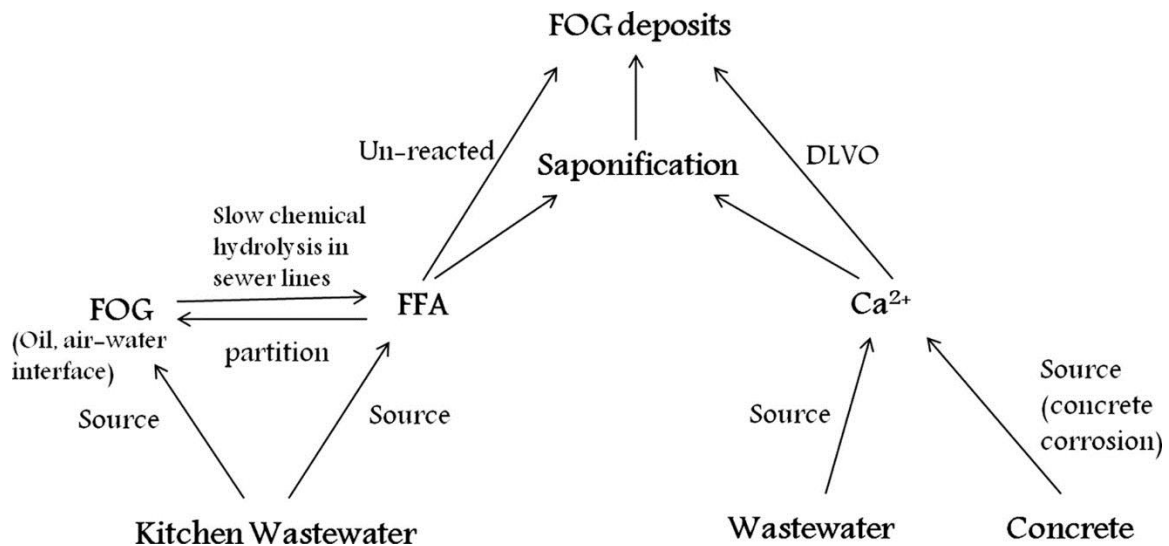 FOG deposits
Un-reacted
DLVO
Saponification
Slow chemical
hydrolysis in
sewer lines
FOG
(Oil, air-water
interface)
FFA
Ca²⁺
partition
Source
Source
Source
Source
(concrete
corrosion)
Kitchen Wastewater
Wastewater
Concrete